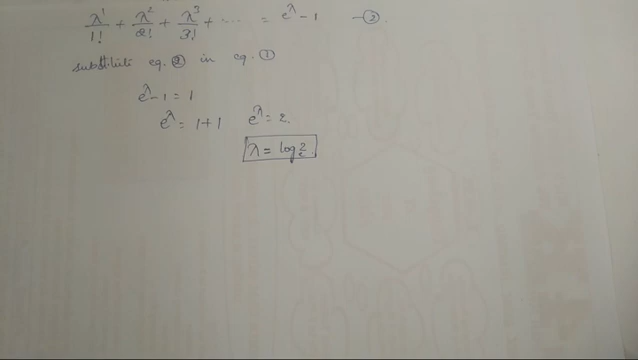 λ¹/1! + λ²/2! + λ³/3! + ---- = e^λ - 1 —②.
substitute eq. ② in eq. ①
e^λ - 1 = 1
e^λ = 1+1 e^λ = 2.
λ = log 2